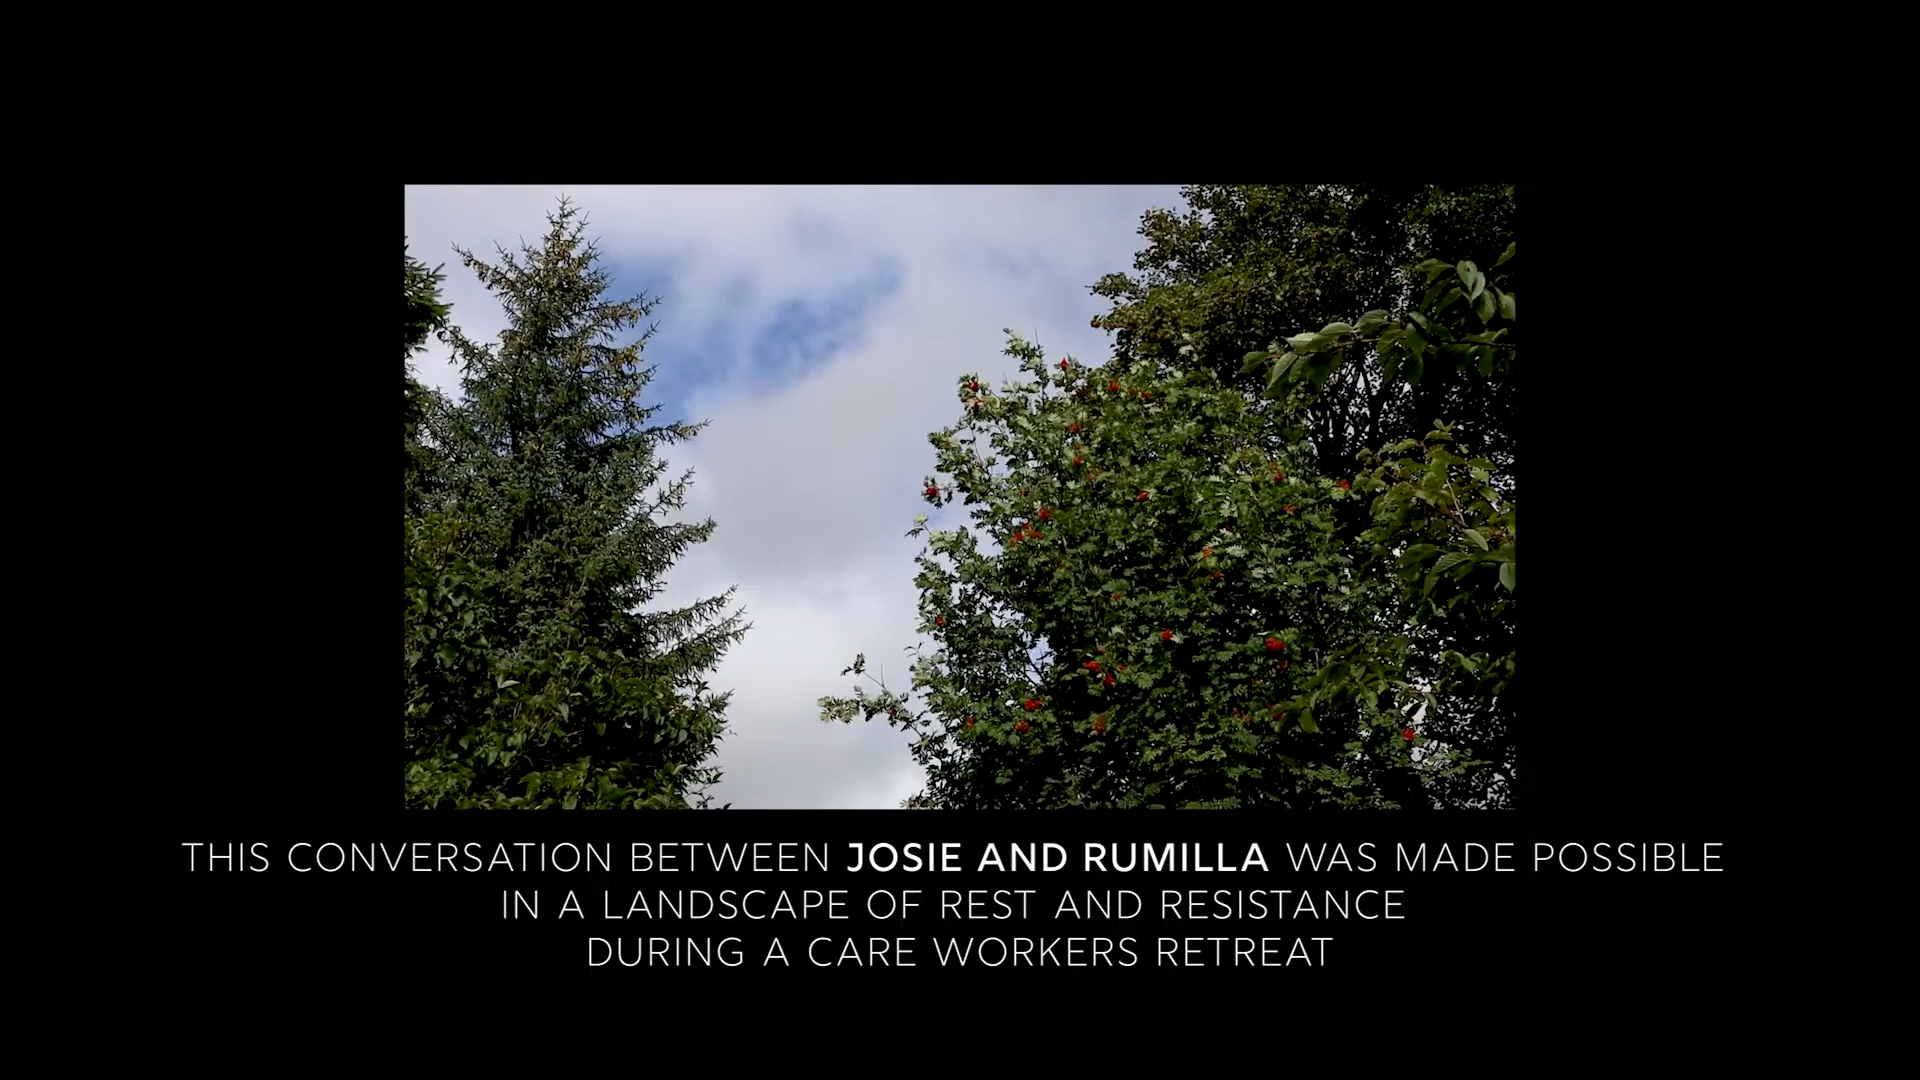 THIS CONVERSATION BETWEEN JOSIE AND RUMILLA WAS MADE POSSIBLE
IN A LANDSCAPE OF REST AND RESISTANCE
DURING A CARE WORKERS RETREAT